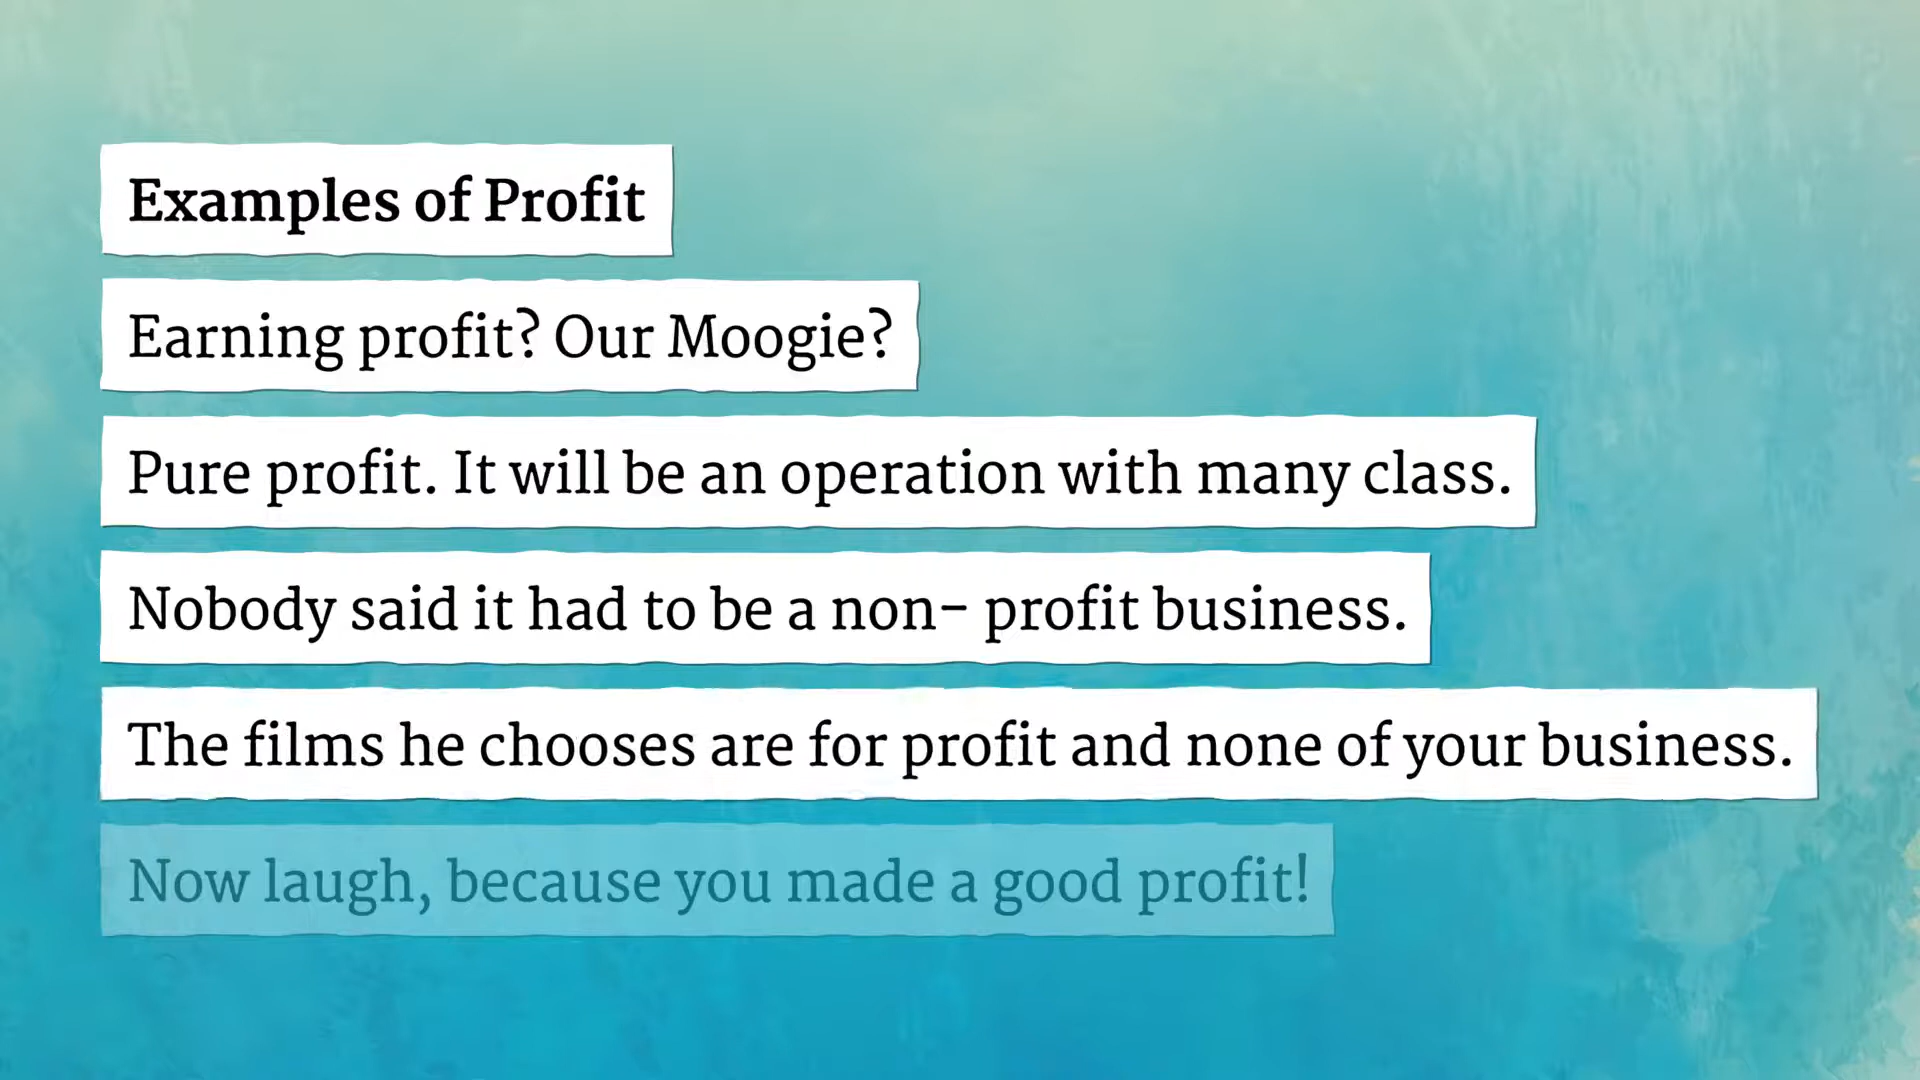 Examples of Profit
Earning profit? Our Moogie?
Pure profit. It will be an operation with many class.
Nobody said it had to be a non- profit business.
The films he chooses are for profit and none of your business.
Now laugh, because you made a good profit!